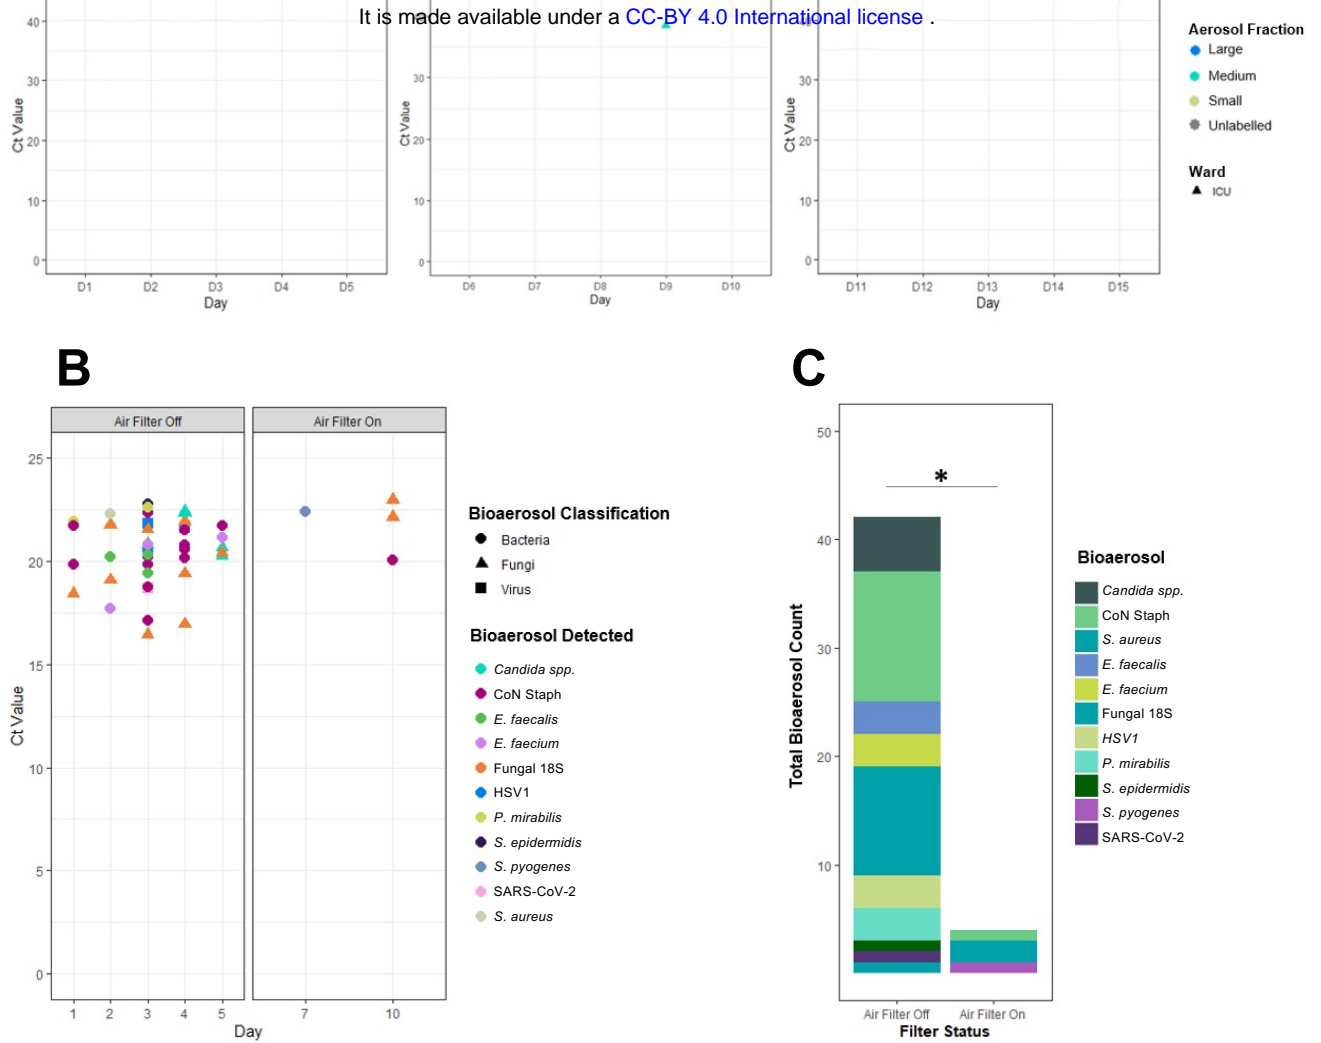 It is made available under a CC-BY 4.0 International license .
40
30
20
10
0
Ct Value
D1 D2 D3 D4 D5
Day
30
20
10
0
Ct Value
D6 D7 D8 D9 D10
Day
30
20
10
0
Ct Value
D11 D12 D13 D14 D15
Day
Aerosol Fraction
Large
Medium
Small
Unlabelled
Ward
ICU
B
Air Filter Off
Air Filter On
25
20
15
10
5
0
Ct Value
1 2 3 4 5
7 10
Day
Bioaerosol Classification
Bacteria
Fungi
Virus
Bioaerosol Detected
Candida spp.
CoN Staph
E. faecalis
E. faecium
Fungal 18S
HSV1
P. mirabilis
S. epidermidis
S. pyogenes
SARS-CoV-2
S. aureus
C
50
40
30
20
10
Total Bioaerosol Count
*
Air Filter Off
Air Filter On
Filter Status
Bioaerosol
Candida spp.
CoN Staph
S. aureus
E. faecalis
E. faecium
Fungal 18S
HSV1
P. mirabilis
S. epidermidis
S. pyogenes
SARS-CoV-2